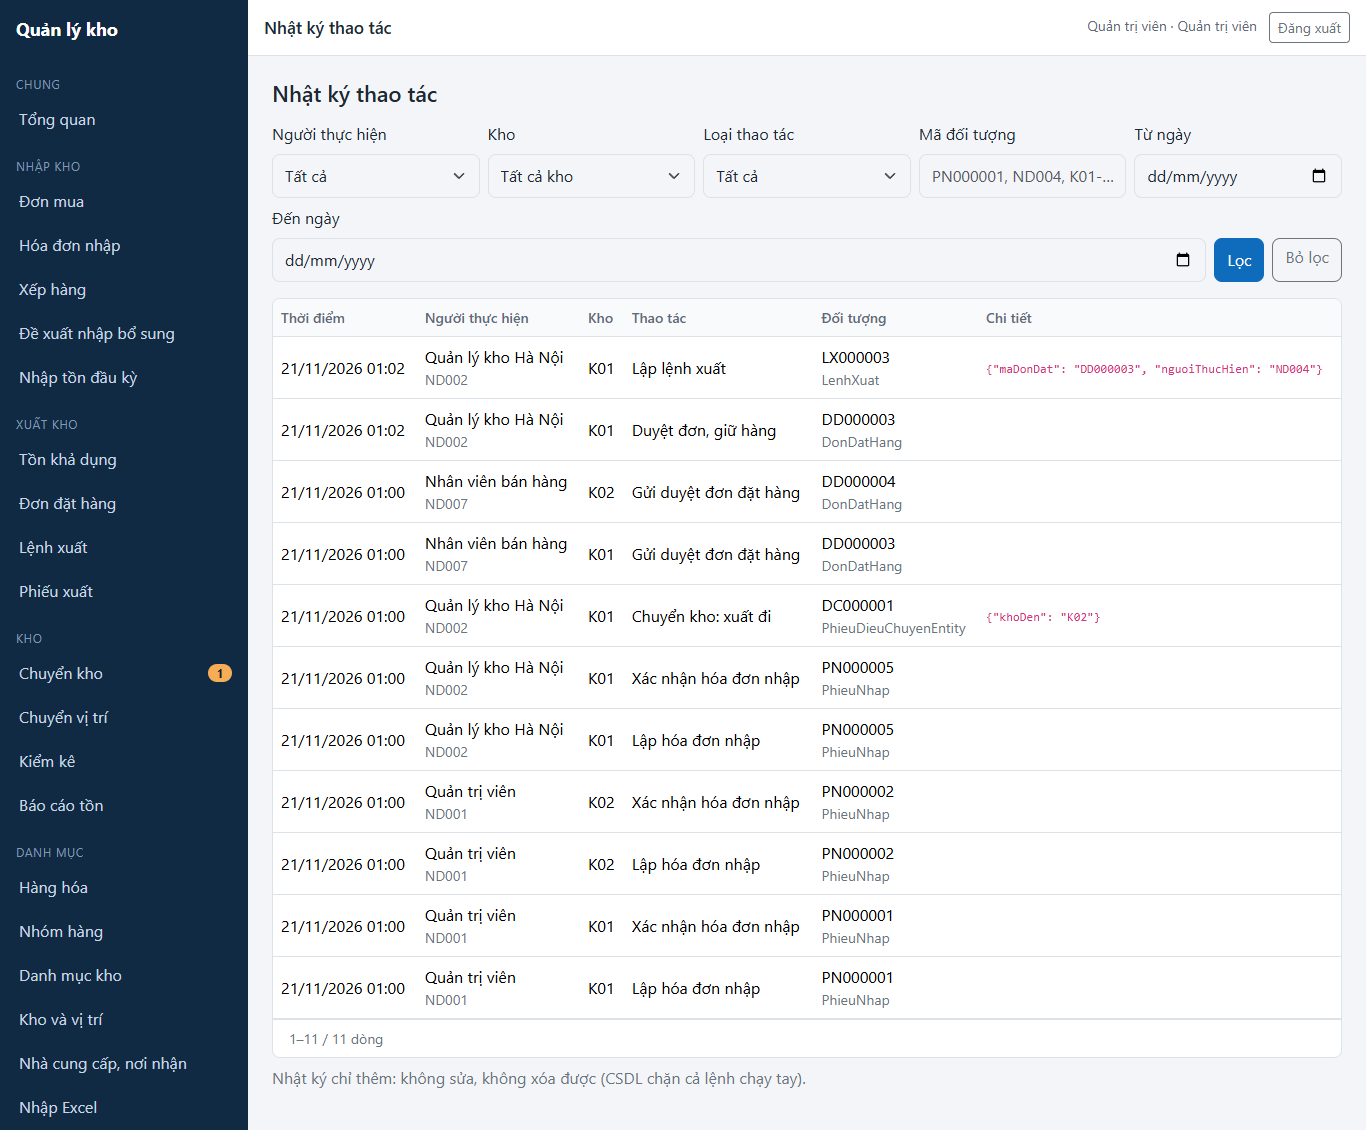 Quản lý kho
CHUNG
Tổng quan
NHẬP KHO
Đơn mua
Hóa đơn nhập
Xếp hàng
Đề xuất nhập bổ sung
Nhập tồn đầu kỳ
XUẤT KHO
Tồn khả dụng
Đơn đặt hàng
Lệnh xuất
Phiếu xuất
KHO
Chuyển kho 1
Chuyển vị trí
Kiểm kê
Báo cáo tồn
DANH MỤC
Hàng hóa
Nhóm hàng
Danh mục kho
Kho và vị trí
Nhà cung cấp, nơi nhận
Nhập Excel
Nhật ký thao tác
Quản trị viên · Quản trị viên Đăng xuất
Nhật ký thao tác
Người thực hiện Kho Loại thao tác Mã đối tượng Từ ngày
Tất cả Tất cả kho Tất cả PN000001, ND004, K01-... dd/mm/yyyy
Đến ngày
dd/mm/yyyy Lọc Bỏ lọc
Thời điểm Người thực hiện Kho Thao tác Đối tượng Chi tiết
21/11/2026 01:02 Quản lý kho Hà Nội K01 Lập lệnh xuất LX000003 {"maDonDat": "DD000003", "nguoiThucHien": "ND004"}
ND002 LenhXuat
21/11/2026 01:02 Quản lý kho Hà Nội K01 Duyệt đơn, giữ hàng DD000003
ND002 DonDatHang
21/11/2026 01:00 Nhân viên bán hàng K02 Gửi duyệt đơn đặt hàng DD000004
ND007 DonDatHang
21/11/2026 01:00 Nhân viên bán hàng K01 Gửi duyệt đơn đặt hàng DD000003
ND007 DonDatHang
21/11/2026 01:00 Quản lý kho Hà Nội K01 Chuyển kho: xuất đi DC000001 {"khoDen": "K02"}
ND002 PhieuDieuChuyenEntity
21/11/2026 01:00 Quản lý kho Hà Nội K01 Xác nhận hóa đơn nhập PN000005
ND002 PhieuNhap
21/11/2026 01:00 Quản lý kho Hà Nội K01 Lập hóa đơn nhập PN000005
ND002 PhieuNhap
21/11/2026 01:00 Quản trị viên K02 Xác nhận hóa đơn nhập PN000002
ND001 PhieuNhap
21/11/2026 01:00 Quản trị viên K02 Lập hóa đơn nhập PN000002
ND001 PhieuNhap
21/11/2026 01:00 Quản trị viên K01 Xác nhận hóa đơn nhập PN000001
ND001 PhieuNhap
21/11/2026 01:00 Quản trị viên K01 Lập hóa đơn nhập PN000001
ND001 PhieuNhap
1–11 / 11 dòng
Nhật ký chỉ thêm: không sửa, không xóa được (CSDL chặn cả lệnh chạy tay).